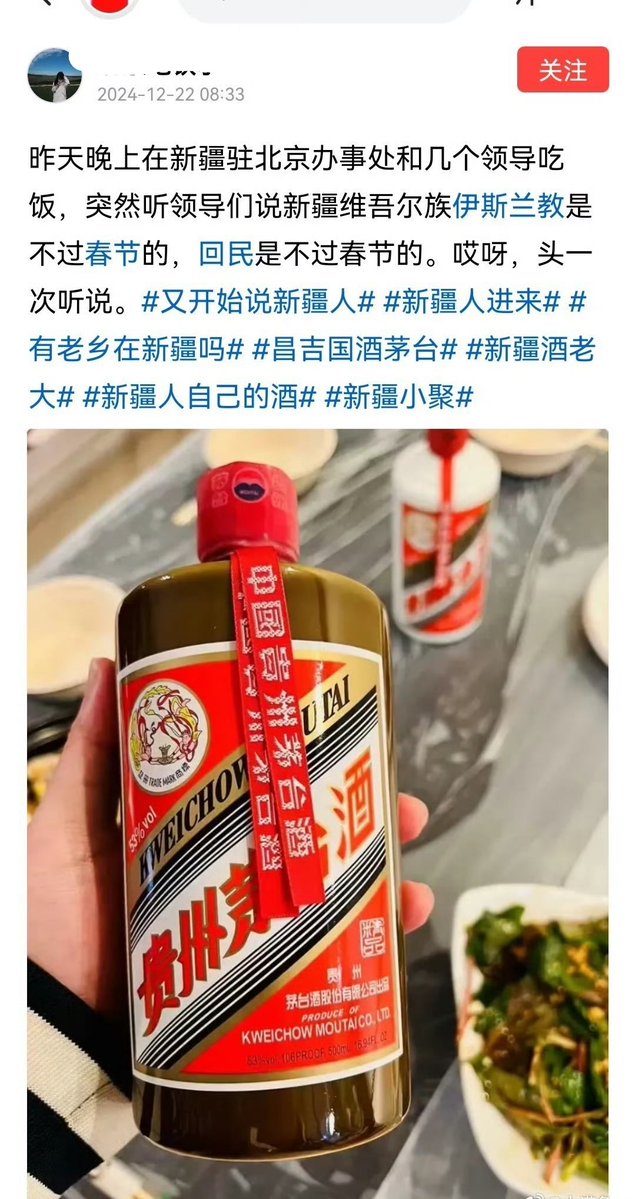 2024-12-22 08:33
关注
昨天晚上在新疆驻北京办事处和几个领导吃
饭，突然听领导们说新疆维吾尔族伊斯兰教是
不过春节的，回民是不过春节的。哎呀，头一
次听说。#又开始说新疆人# #新疆人进来# #
有老乡在新疆吗# #昌吉国酒茅台# #新疆酒老
大# #新疆人自己的酒# #新疆小聚#
中国贵州茅台酒
TRADE MARK
53%vol
KWEICHOW
MOUTAI
贵州茅台酒
精品
贵州
茅台酒股份有限公司出品
PRODUCE OF
KWEICHOW MOUTAI CO., LTD.
53%vol. 106PROOF 500ml. 16.94FL. OZ